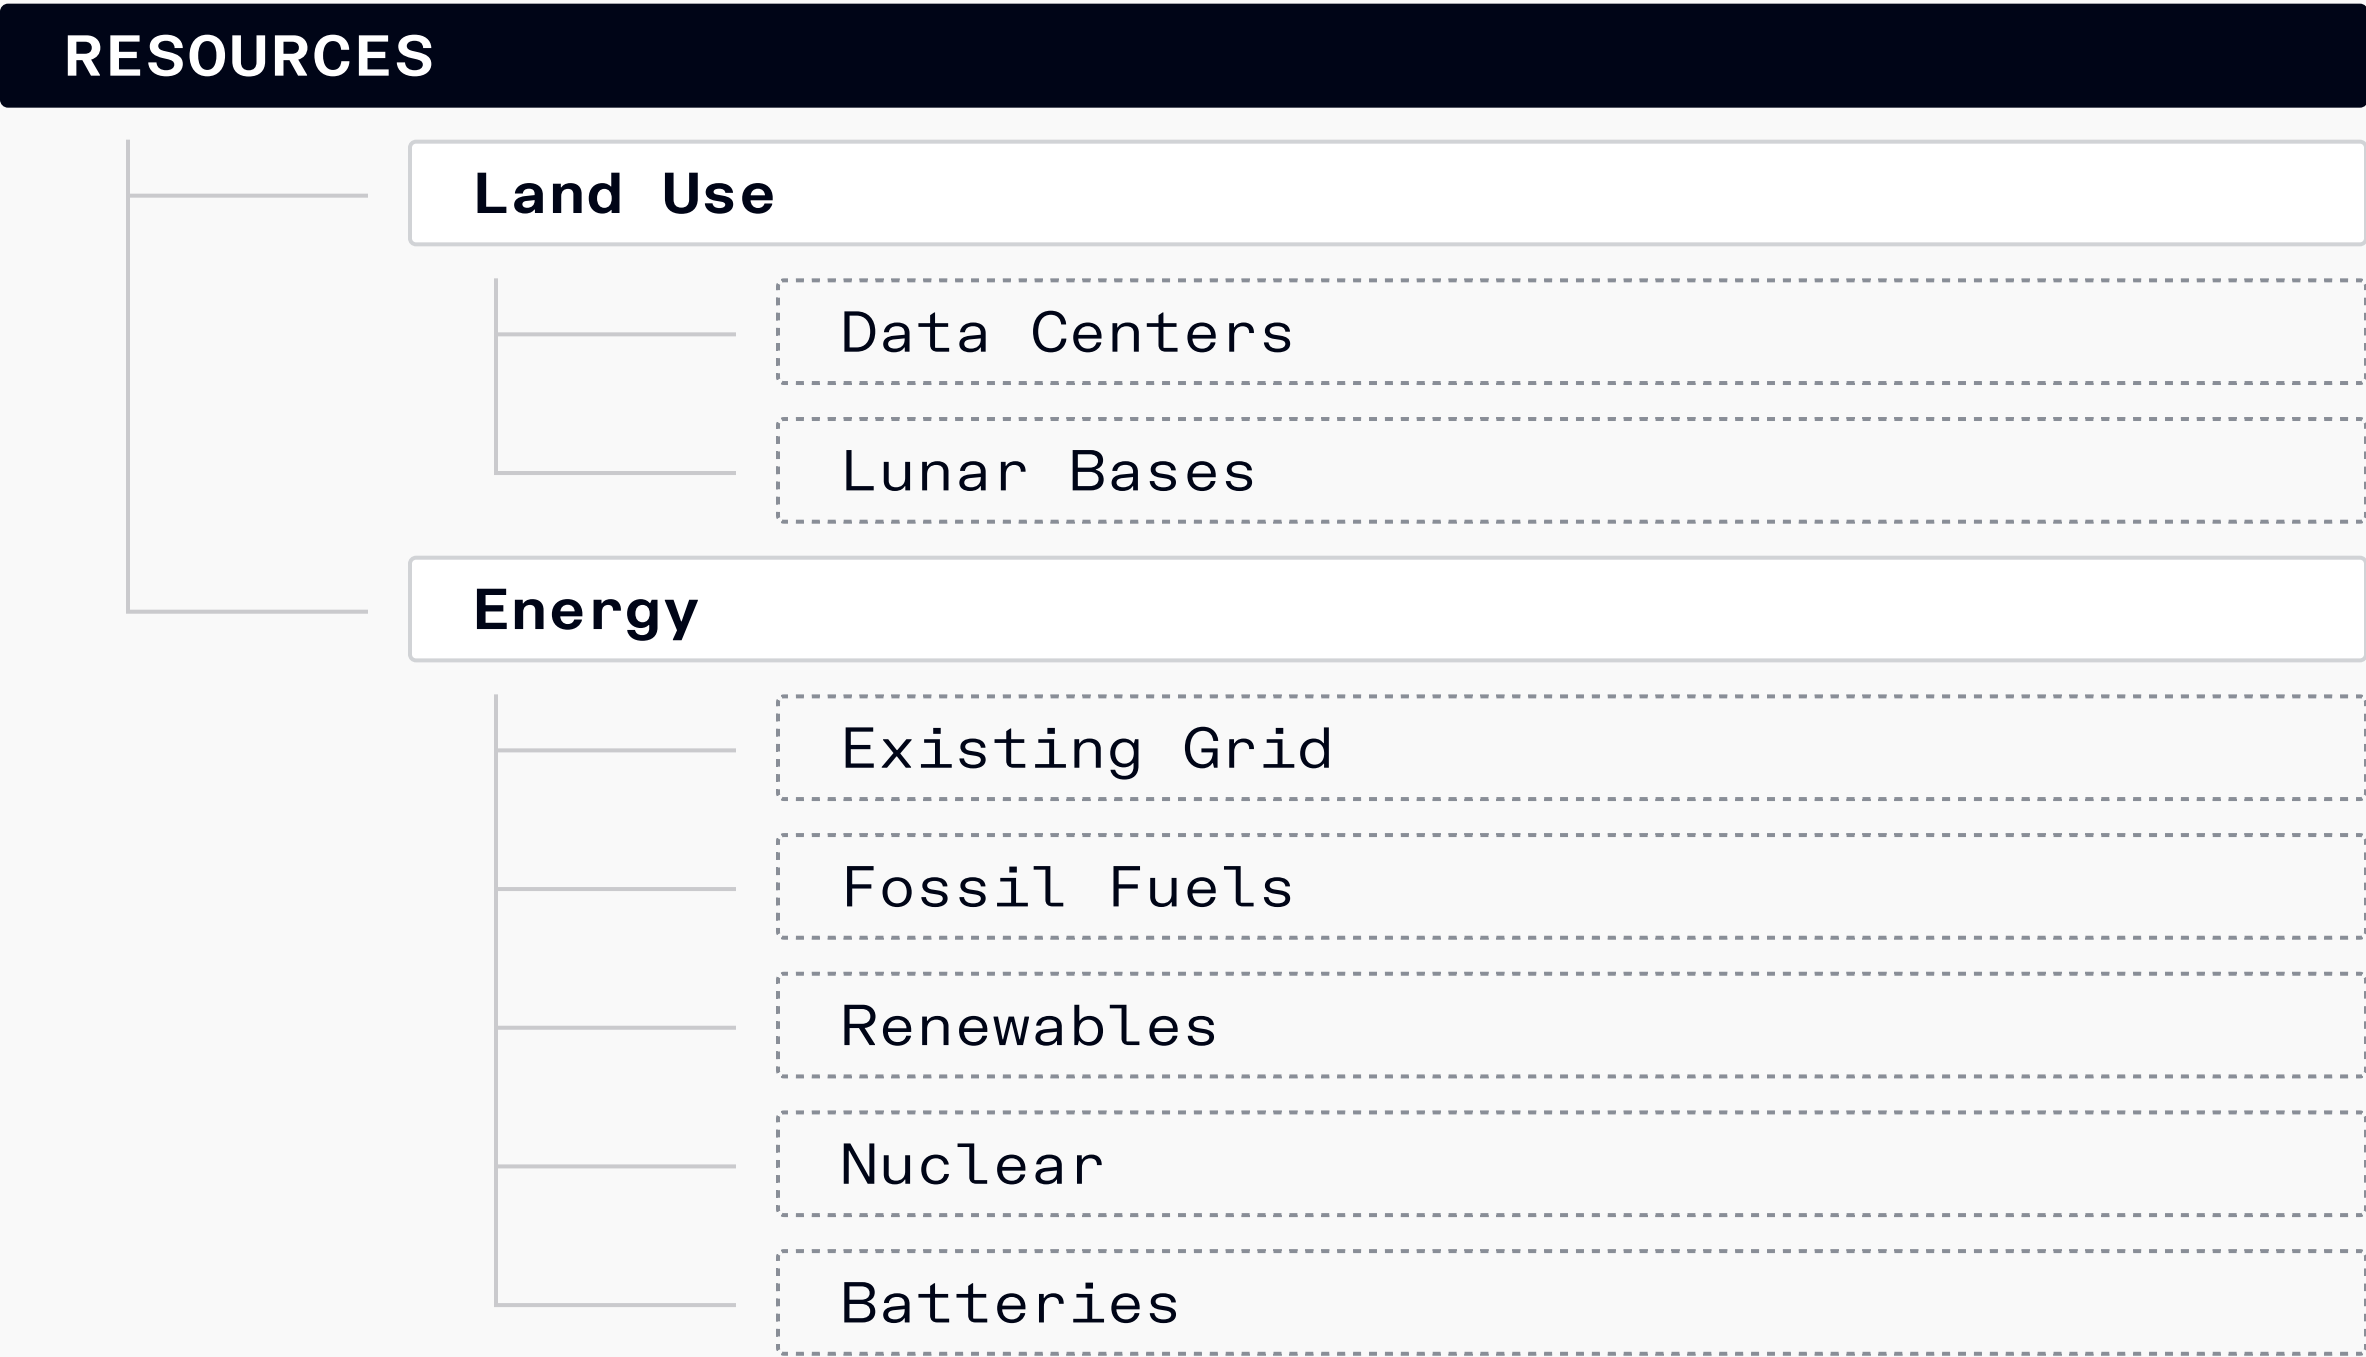 RESOURCES
Land Use
Data Centers
Lunar Bases
Energy
Existing Grid
Fossil Fuels
Renewables
Nuclear
Batteries